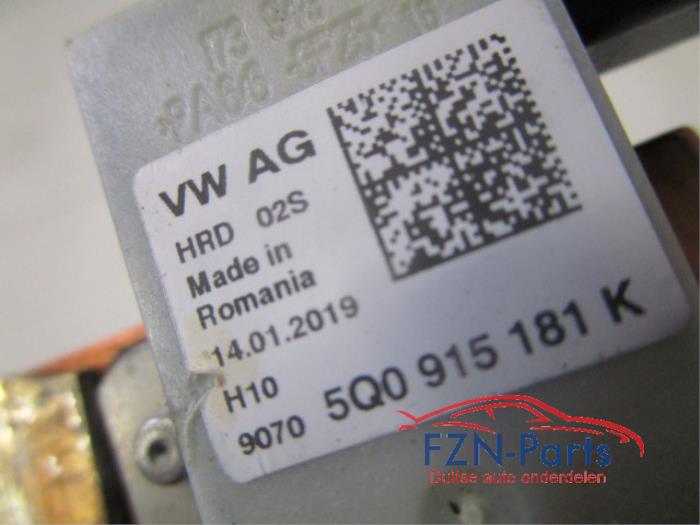 VW AG
HRD 02S
Made in
Romania
14.01.2019
H10
9070 5Q0 915 181 K
FZN-Parts
Duitse auto onderdelen